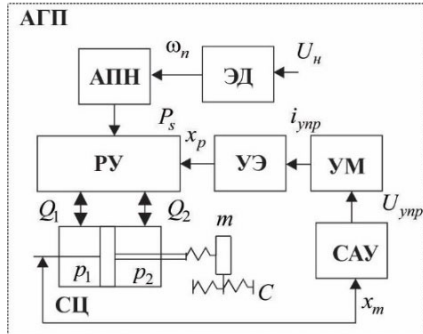 АГП
ω_n
U_н
АПН
ЭД
P_s
x_p
i_упр
РУ
УЭ
УМ
Q_1
Q_2
m
U_упр
САУ
p_1
p_2
C
СЦ
x_m